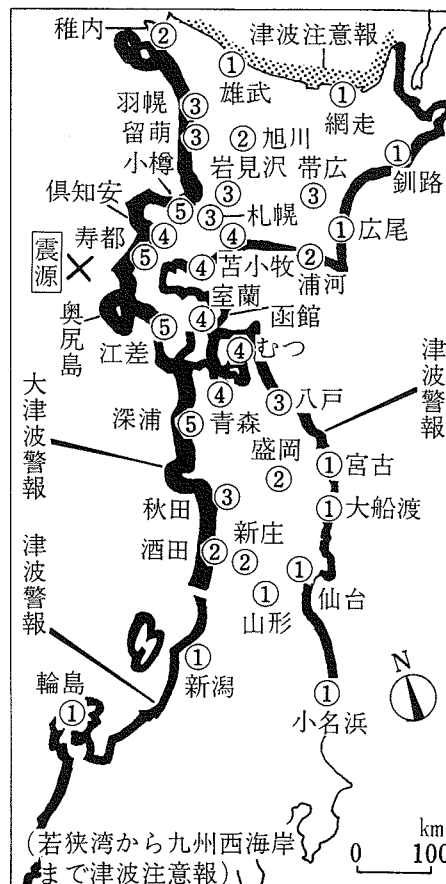 稚内
②
津波注意報
①
雄武
①
網走
羽幌
③
留萌
③
②
旭川
小樽
岩見沢
帯広
①
釧路
倶知安
⑤
③
③
札幌
③
寿都
④
④
①
広尾
震源
⑤
④
苫小牧
②
浦河
室蘭
奥尻島
④
函館
江差
⑤
④
むつ
津波警報
大津波警報
④
青森
③
八戸
深浦
⑤
盛岡
②
①
宮古
秋田
③
①
大船渡
酒田
②
新庄
②
津波警報
①
仙台
①
山形
①
新潟
輪島
①
①
小名浜
N
(若狭湾から九州西海岸
まで津波注意報)
km
0 100